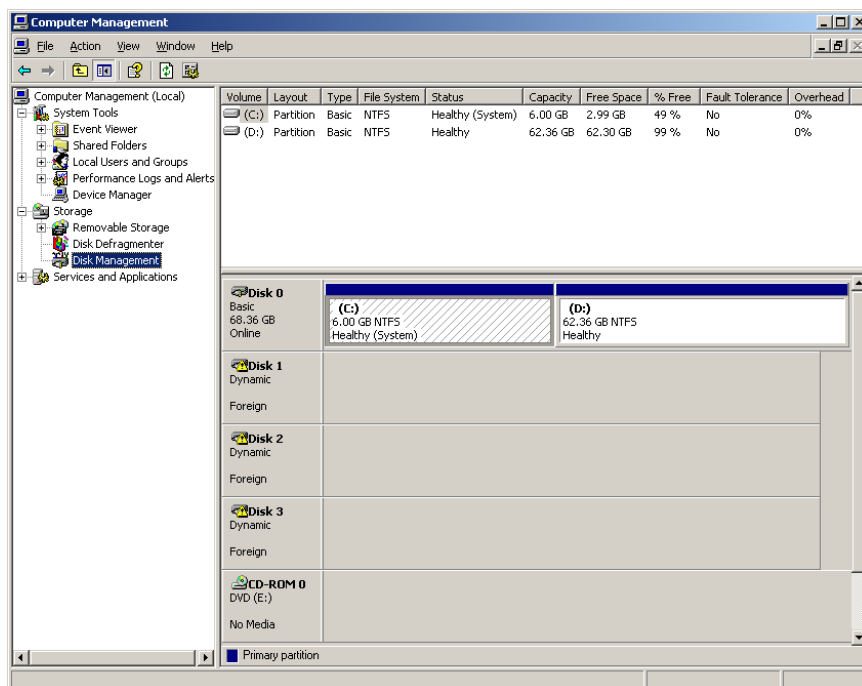 Computer Management
File Action View Window Help
Computer Management (Local)
System Tools
Event Viewer
Shared Folders
Local Users and Groups
Performance Logs and Alerts
Device Manager
Storage
Removable Storage
Disk Defragmenter
Disk Management
Services and Applications
Volume Layout Type File System Status Capacity Free Space % Free Fault Tolerance Overhead
(C:) Partition Basic NTFS Healthy (System) 6.00 GB 2.99 GB 49 % No 0%
(D:) Partition Basic NTFS Healthy 62.36 GB 62.30 GB 99 % No 0%
Disk 0
Basic
68.36 GB
Online
(C:)
6.00 GB NTFS
Healthy (System)
(D:)
62.36 GB NTFS
Healthy
Disk 1
Dynamic
Foreign
Disk 2
Dynamic
Foreign
Disk 3
Dynamic
Foreign
CD-ROM 0
DVD (E:)
No Media
Primary partition